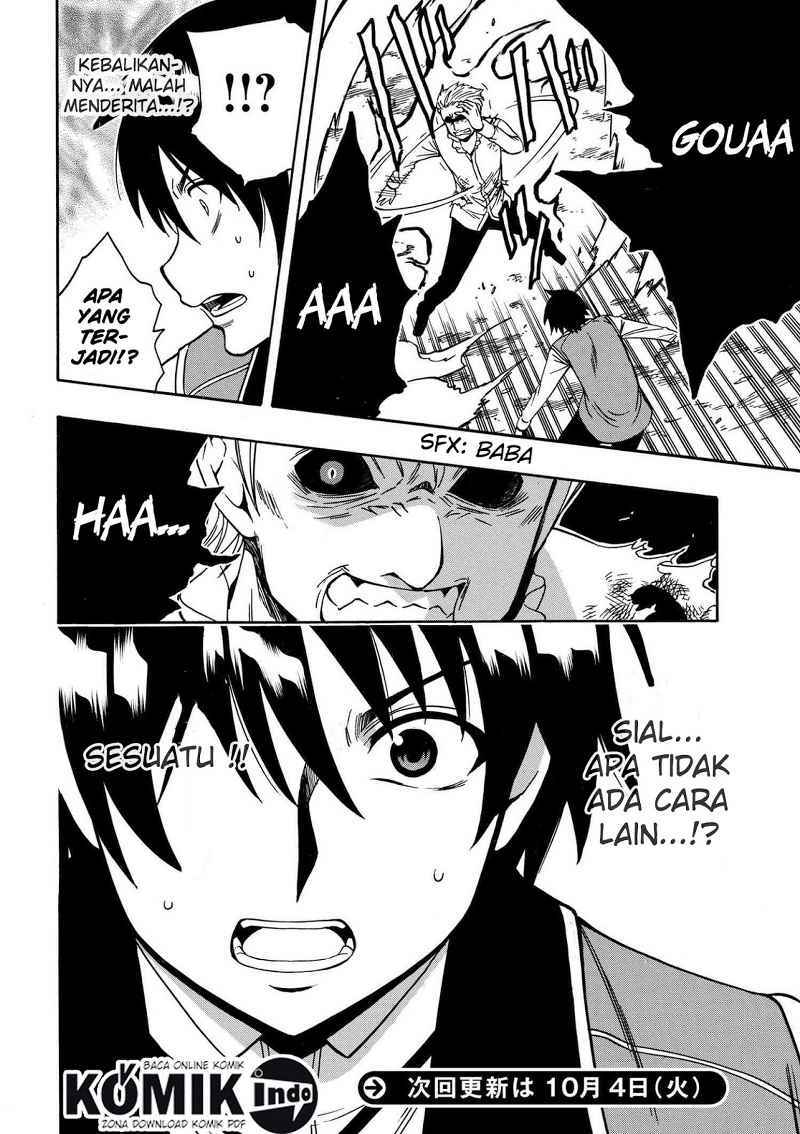 GOUAA
AAA
!!?
KEBALIKAN-
NYA... MALAH
MENDERITA...!?
APA
YANG
TER-
JADI!?
SFX: BABA
HAA...
SIAL...
APA TIDAK
ADA CARA
LAIN...!?
SESUATU !!
BACA ONLINE KOMIK
KOMIK Indo
ZONA DOWNLOAD KOMIK PDF
次回更新は 10月4日(火)